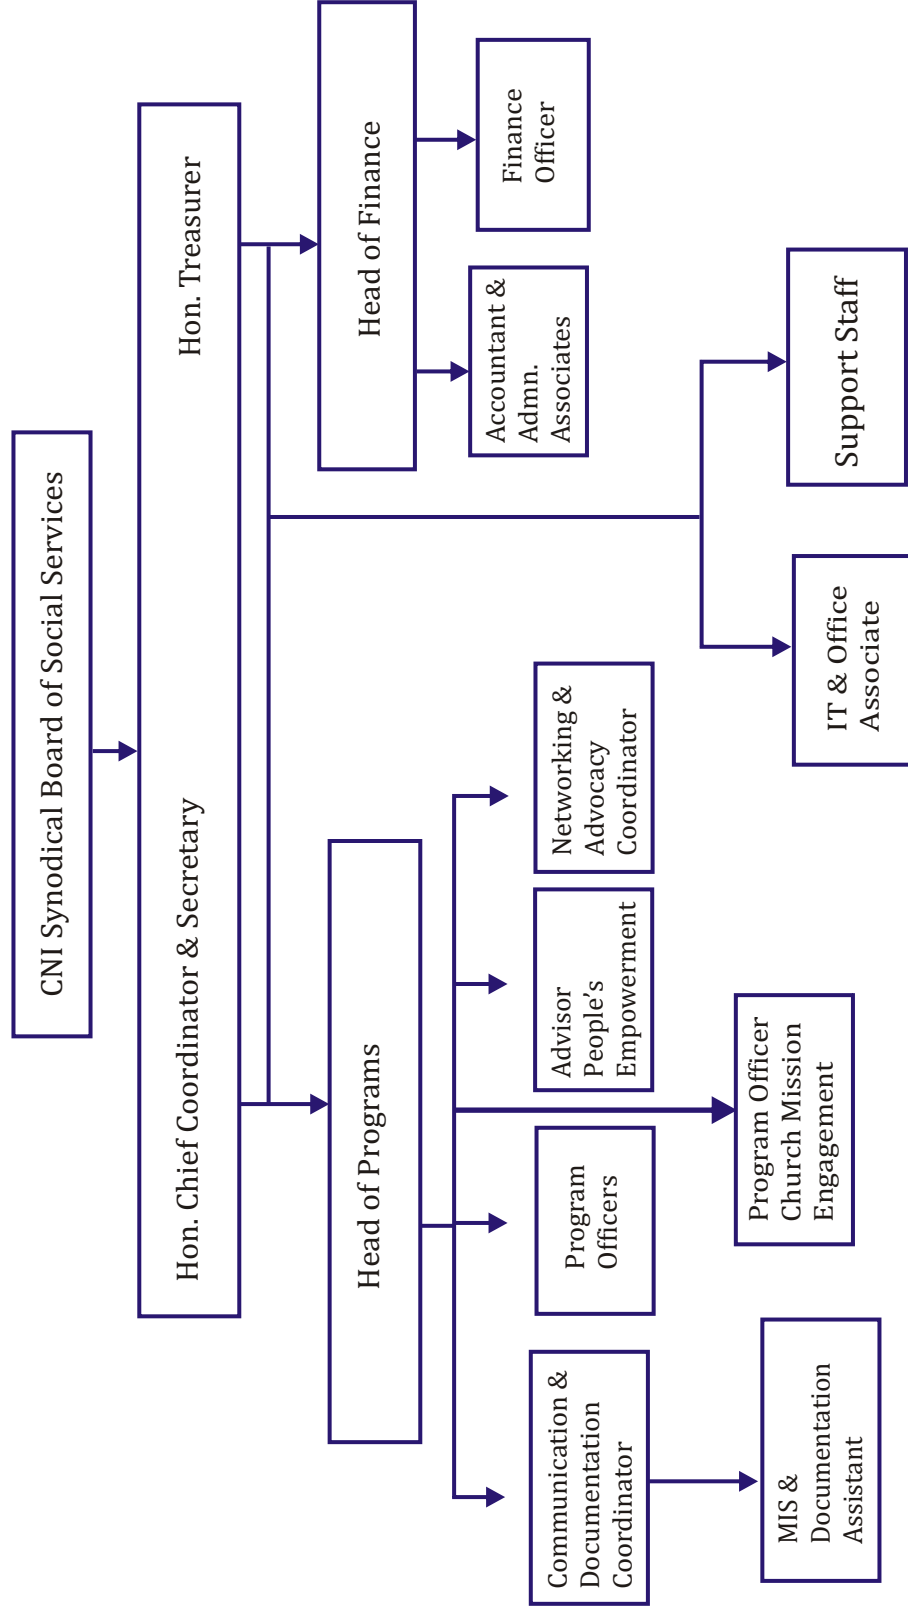 CNI Synodical Board of Social Services
Hon. Chief Coordinator & Secretary
Hon. Treasurer
Head of Programs
Head of Finance
Communication &
Documentation
Coordinator
Program
Officers
Advisor
People’s
Empowerment
Networking &
Advocacy
Coordinator
Accountant &
Admn.
Associates
Finance
Officer
MIS &
Documentation
Assistant
Program Officer
Church Mission
Engagement
IT & Office
Associate
Support Staff